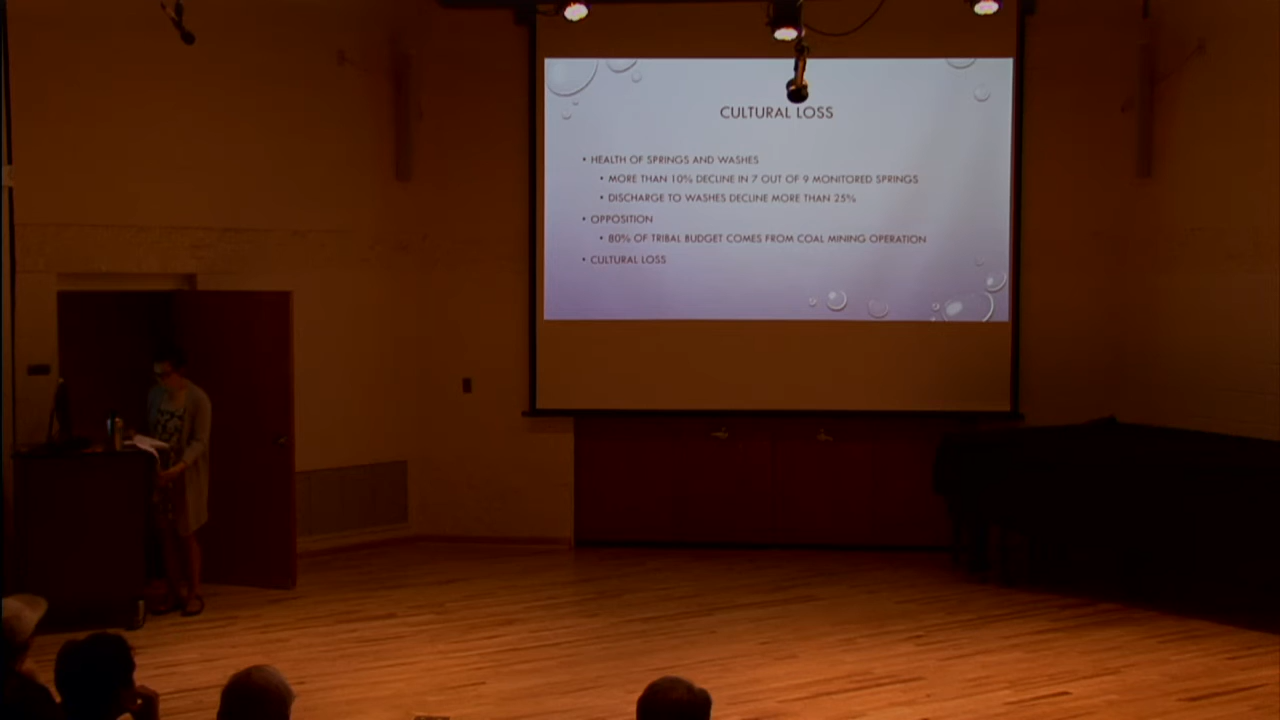 CULTURAL LOSS
• HEALTH OF SPRINGS AND WASHES
• MORE THAN 10% DECLINE IN 7 OUT OF 9 MONITORED SPRINGS
• DISCHARGE TO WASHES DECLINE MORE THAN 25%
• OPPOSITION
• 80% OF TRIBAL BUDGET COMES FROM COAL MINING OPERATION
• CULTURAL LOSS